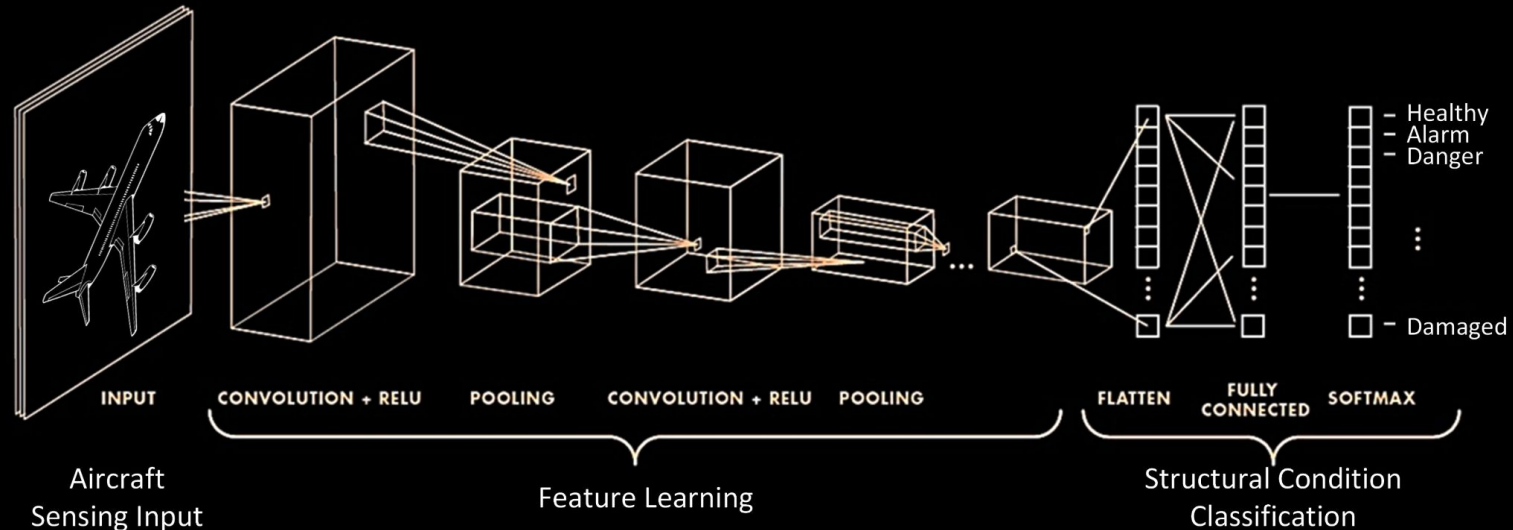 Healthy
Alarm
Danger
Damaged
INPUT
CONVOLUTION + RELU
POOLING
CONVOLUTION + RELU
POOLING
FLATTEN
FULLY
CONNECTED
SOFTMAX
Aircraft
Sensing Input
Feature Learning
Structural Condition
Classification